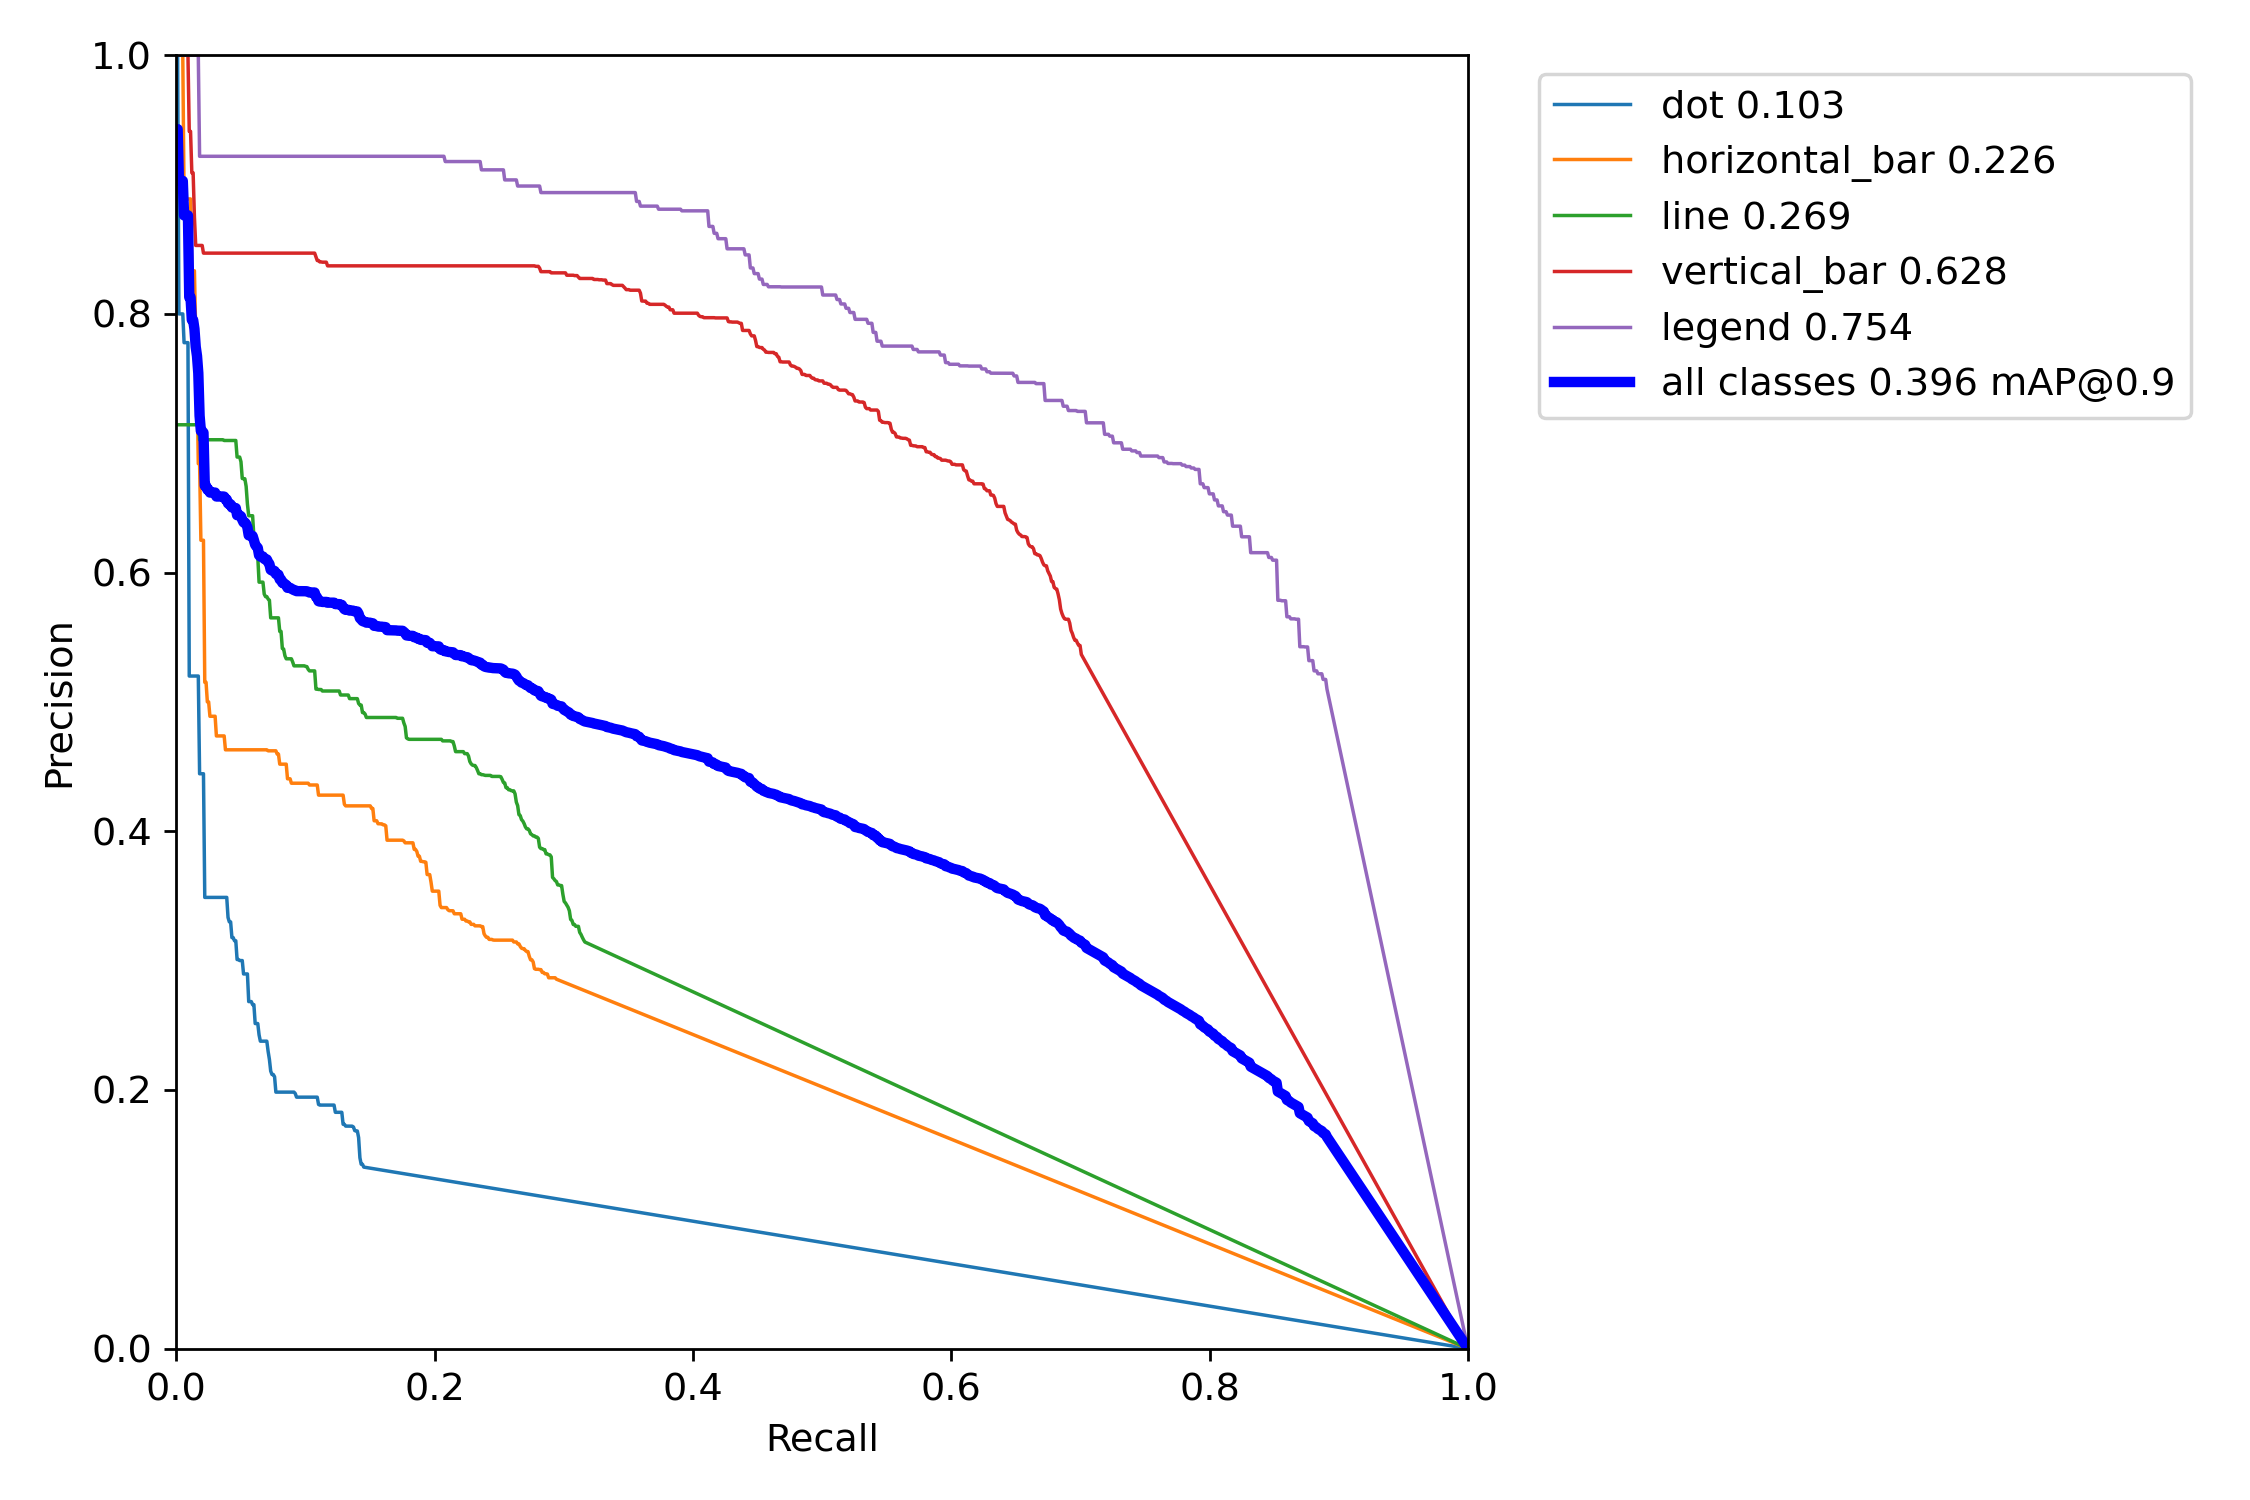 1.0
0.8
0.6
0.4
0.2
0.0
Precision
0.0 0.2 0.4 0.6 0.8 1.0
Recall
dot 0.103
horizontal_bar 0.226
line 0.269
vertical_bar 0.628
legend 0.754
all classes 0.396 mAP@0.9